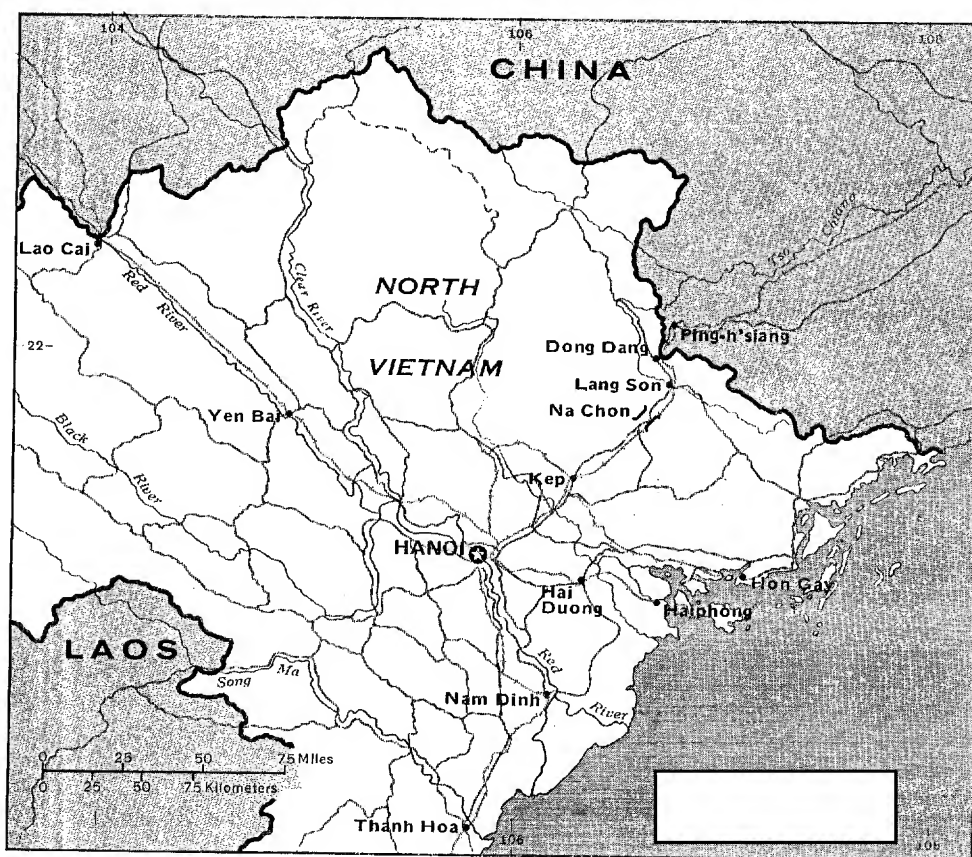 104
106
108
CHINA
Lao Cai
Red
River
Clear River
NORTH
Tso Chiang
VIETNAM
22
Ping-h'siang
Dong Dang
Lang Son
Na Chon
Yen Bai
Black
River
Kep
HANOI
Hai
Duong
Hon Gay
Haiphong
LAOS
Song Ma
Red
River
Nam Dinh
0 25 50 75 Miles
0 25 50 75 Kilometers
Thanh Hoa
106
108